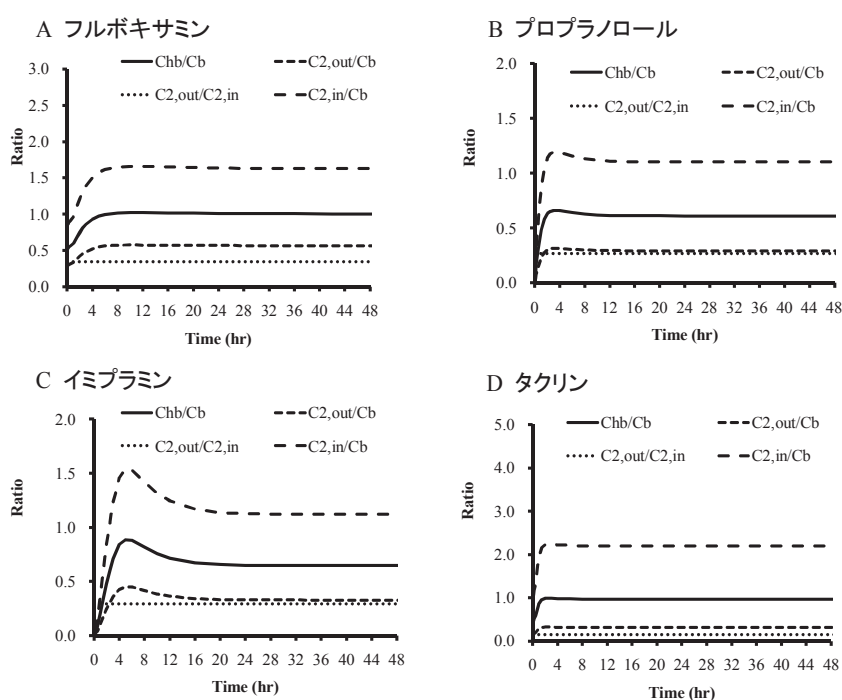 A フルボキサミン
Chb/Cb C2,out/Cb
C2,out/C2,in C2,in/Cb
3.0
2.5
2.0
1.5
1.0
0.5
0.0
Ratio
0 4 8 12 16 20 24 28 32 36 40 44 48
Time (hr)
B プロプラノロール
Chb/Cb C2,out/Cb
C2,out/C2,in C2,in/Cb
2.0
1.5
1.0
0.5
0.0
Ratio
0 4 8 12 16 20 24 28 32 36 40 44 48
Time (hr)
C イミプラミン
Chb/Cb C2,out/Cb
C2,out/C2,in C2,in/Cb
2.0
1.5
1.0
0.5
0.0
Ratio
0 4 8 12 16 20 24 28 32 36 40 44 48
Time (hr)
D タクリン
Chb/Cb C2,out/Cb
C2,out/C2,in C2,in/Cb
5.0
4.0
3.0
2.0
1.0
0.0
Ratio
0 4 8 12 16 20 24 28 32 36 40 44 48
Time (hr)